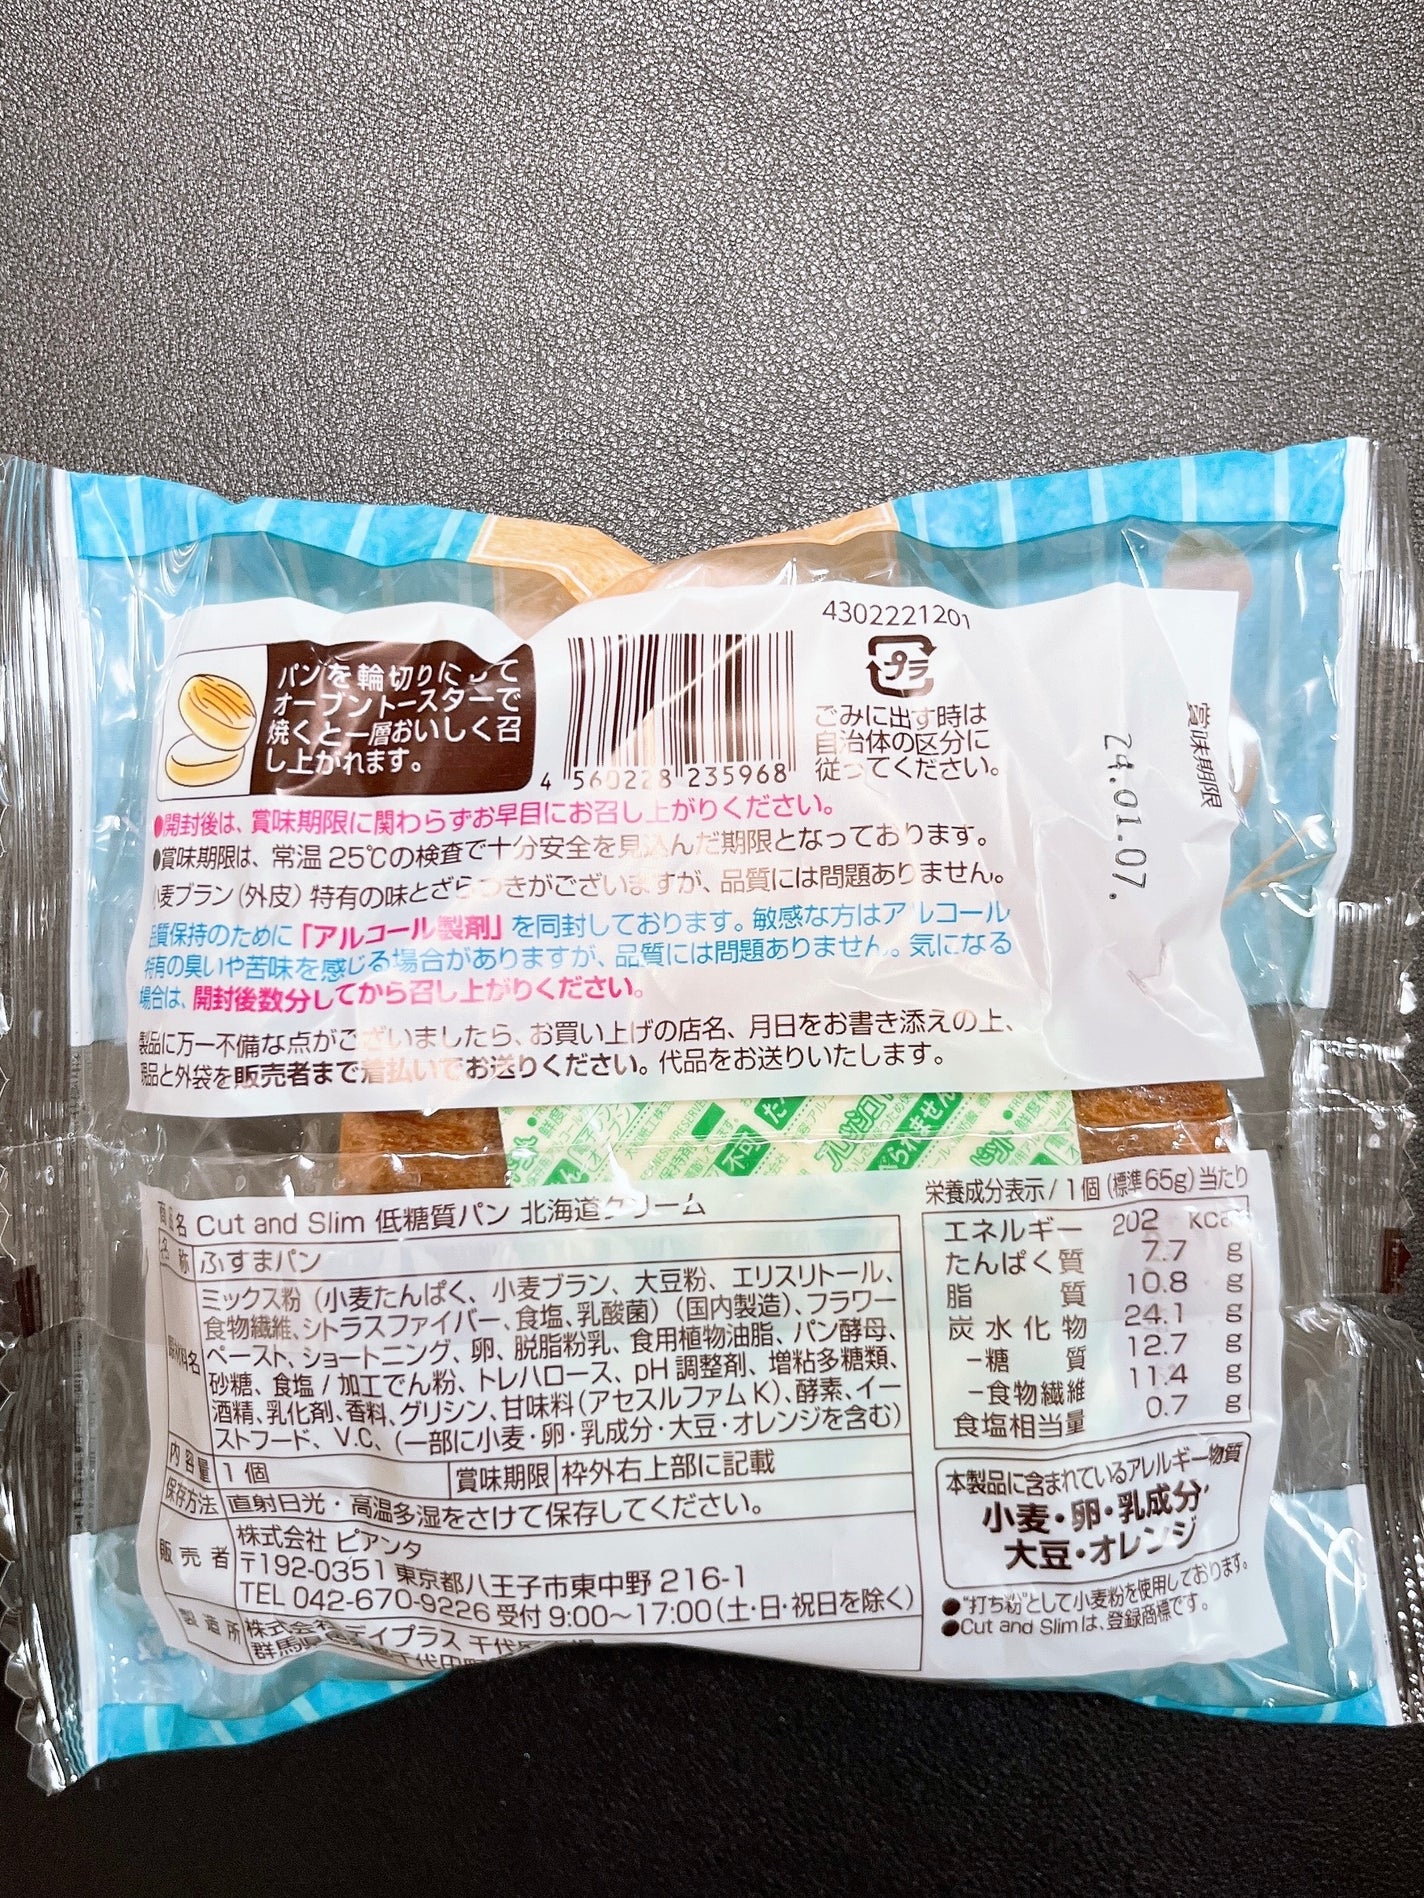 パンを輪切りにして
オーブントースターで
焼くと一層おいしく召
し上がれます。
4 560228 235968
4302221201
プラ
ごみに出す時は
自治体の区分に
従ってください。
賞味期限
24.01.07.
●開封後は、賞味期限に関わらずお早目にお召し上がりください。
●賞味期限は、常温25℃の検査で十分安全を見込んだ期限となっております。
小麦ブラン(外皮)特有の味とざらつきがございますが、品質には問題ありません。
品質保持のために「アルコール製剤」を同封しております。敏感な方はアルコール
特有の臭いや苦味を感じる場合がありますが、品質には問題ありません。気になる
場合は、開封後数分してから召し上がりください。
製品に万一不備な点がございましたら、お買い上げの店名、月日をお書き添えの上、
現品と外袋を販売者まで着払いでお送りください。代品をお送りいたします。
商品名 Cut and Slim 低糖質パン 北海道クリーム
名称 ふすまパン
原材料名 ミックス粉(小麦たんぱく、小麦ブラン、大豆粉、エリスリトール、
食物繊維、シトラスファイバー、食塩、乳酸菌)(国内製造)、フラワー
ペースト、ショートニング、卵、脱脂粉乳、食用植物油脂、パン酵母、
砂糖、食塩/加工でん粉、トレハロース、pH調整剤、増粘多糖類、
酒精、乳化剤、香料、グリシン、甘味料(アセスルファムK)、酵素、イー
ストフード、V.C、(一部に小麦・卵・乳成分・大豆・オレンジを含む)
内容量 1個 賞味期限 枠外右上部に記載
保存方法 直射日光・高温多湿をさけて保存してください。
販売者 株式会社 ピアンタ
〒192-0351 東京都八王子市東中野 216-1
TEL 042-670-9226 受付 9:00～17:00(土・日・祝日を除く)
製造所 株式会社 デイプラス 千代
群馬県
栄養成分表示/1個(標準65g)当たり
エネルギー 202 kcal
たんぱく質 7.7 g
脂質 10.8 g
炭水化物 24.1 g
-糖質 12.7 g
-食物繊維 11.4 g
食塩相当量 0.7 g
本製品に含まれているアレルギー物質
小麦・卵・乳成分・
大豆・オレンジ
●"打ち粉"として小麦粉を使用しております。
●Cut and Slimは、登録商標です。